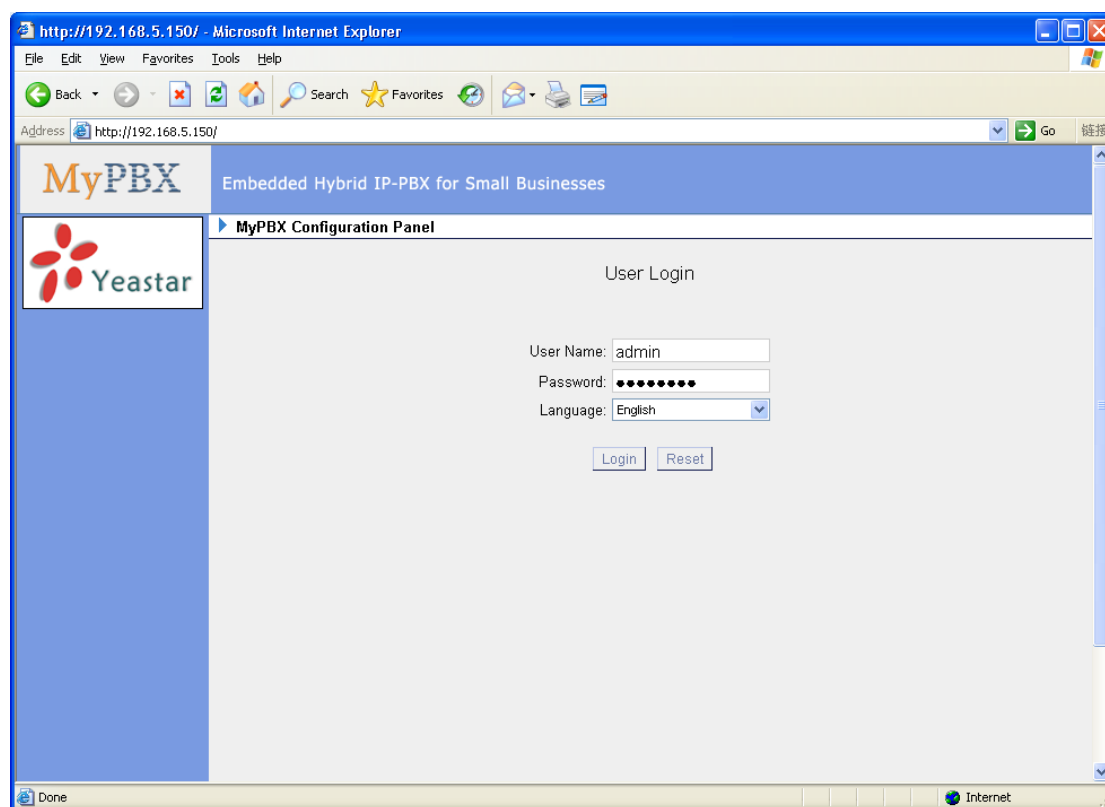 http://192.168.5.150/ - Microsoft Internet Explorer
File Edit View Favorites Tools Help
Back Search Favorites
Address http://192.168.5.150/ Go 链接
MyPBX Embedded Hybrid IP-PBX for Small Businesses
Yeastar
MyPBX Configuration Panel
User Login
User Name: admin
Password: ●●●●●●●●
Language: English
Login Reset
Done Internet